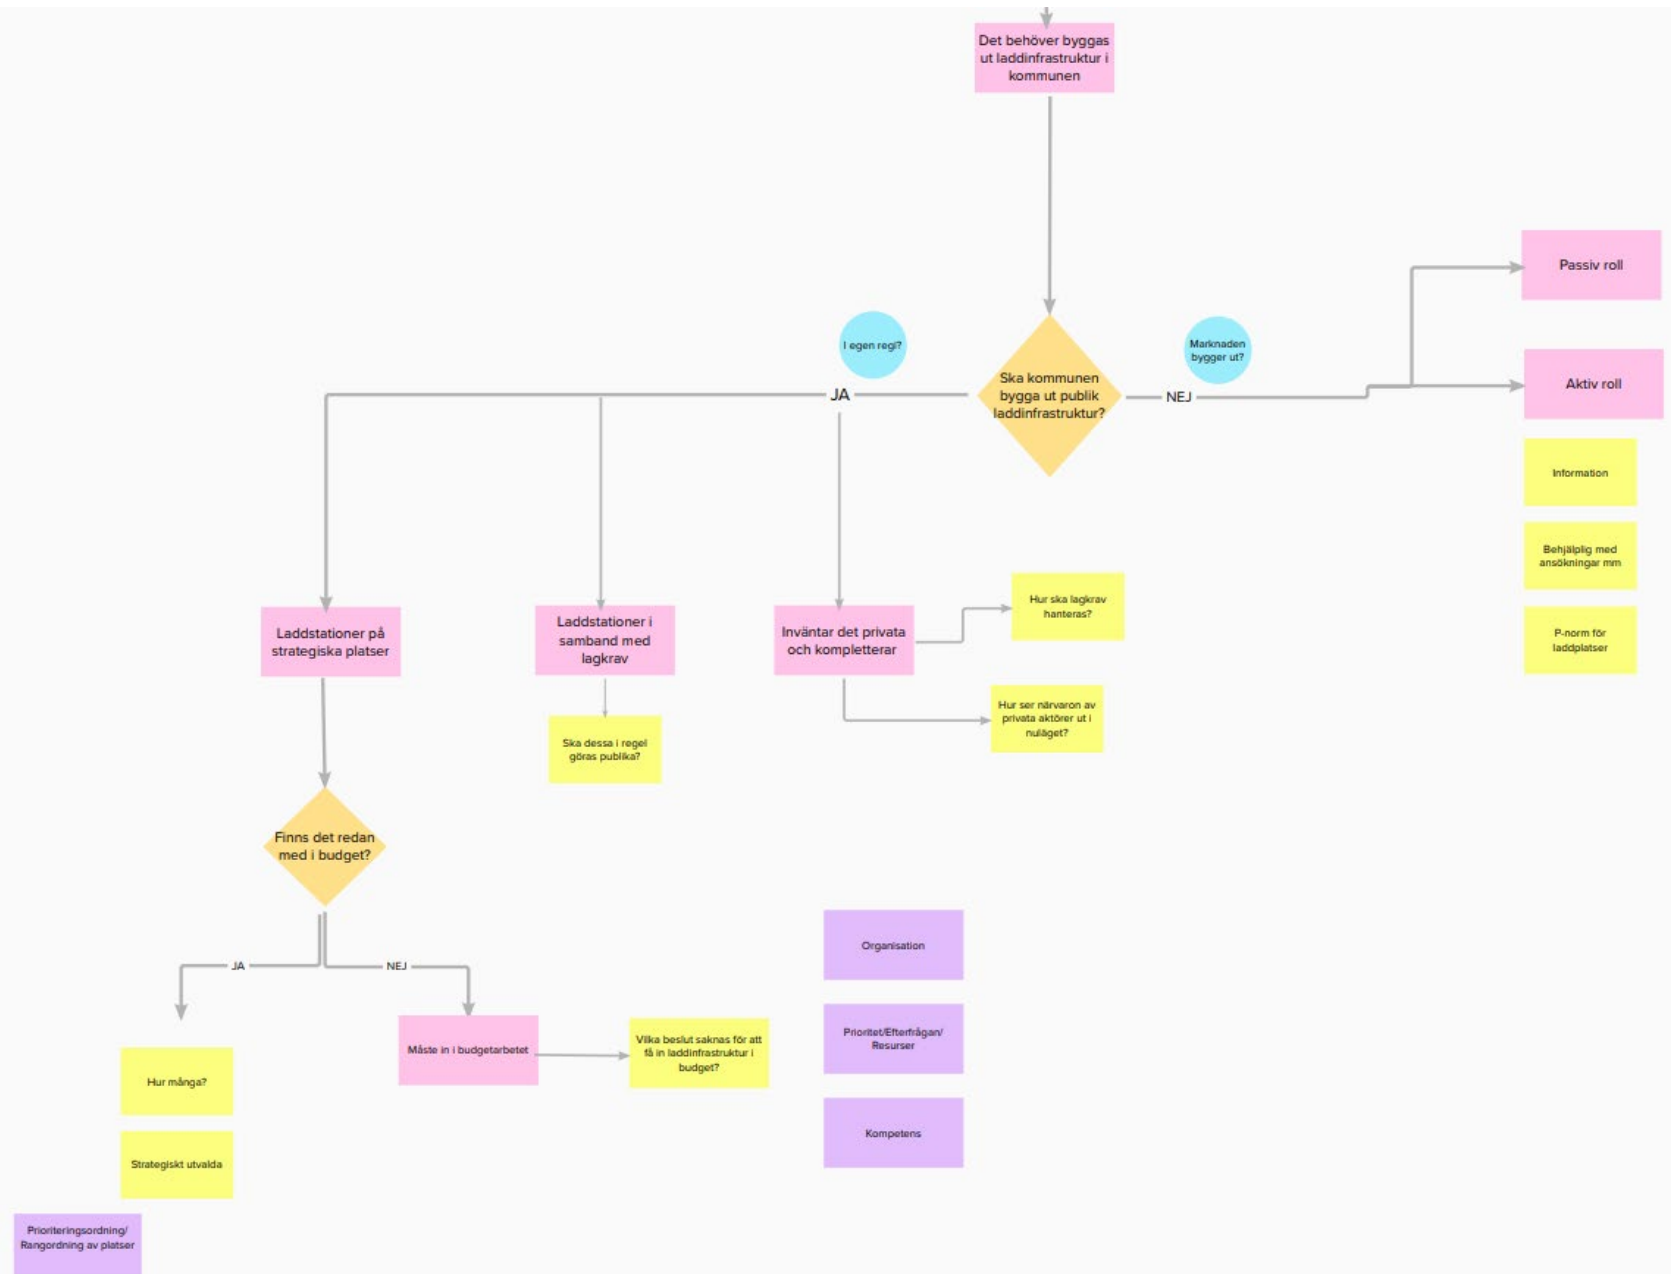 Det behöver byggas
ut laddinfrastruktur i
kommunen
Passiv roll
I egen regi?
Marknaden
bygger ut?
Ska kommunen
bygga ut publik
laddinfrastruktur?
JA
NEJ
Aktiv roll
Information
Behjälplig med
ansökningar mm
P-norm för
laddplatser
Laddstationer på
strategiska platser
Laddstationer i
samband med
lagkrav
Inväntar det privata
och kompletterar
Hur ska lagkrav
hanteras?
Hur ser närvaron av
privata aktörer ut i
nuläget?
Ska dessa i regel
göras publika?
Finns det redan
med i budget?
JA
NEJ
Måste in i budgetarbetet
Vilka beslut saknas för att
få in laddinfrastruktur i
budget?
Hur många?
Strategiskt utvalda
Prioriteringsordning/
Rangordning av platser
Organisation
Prioritet/Efterfrågan/
Resurser
Kompetens